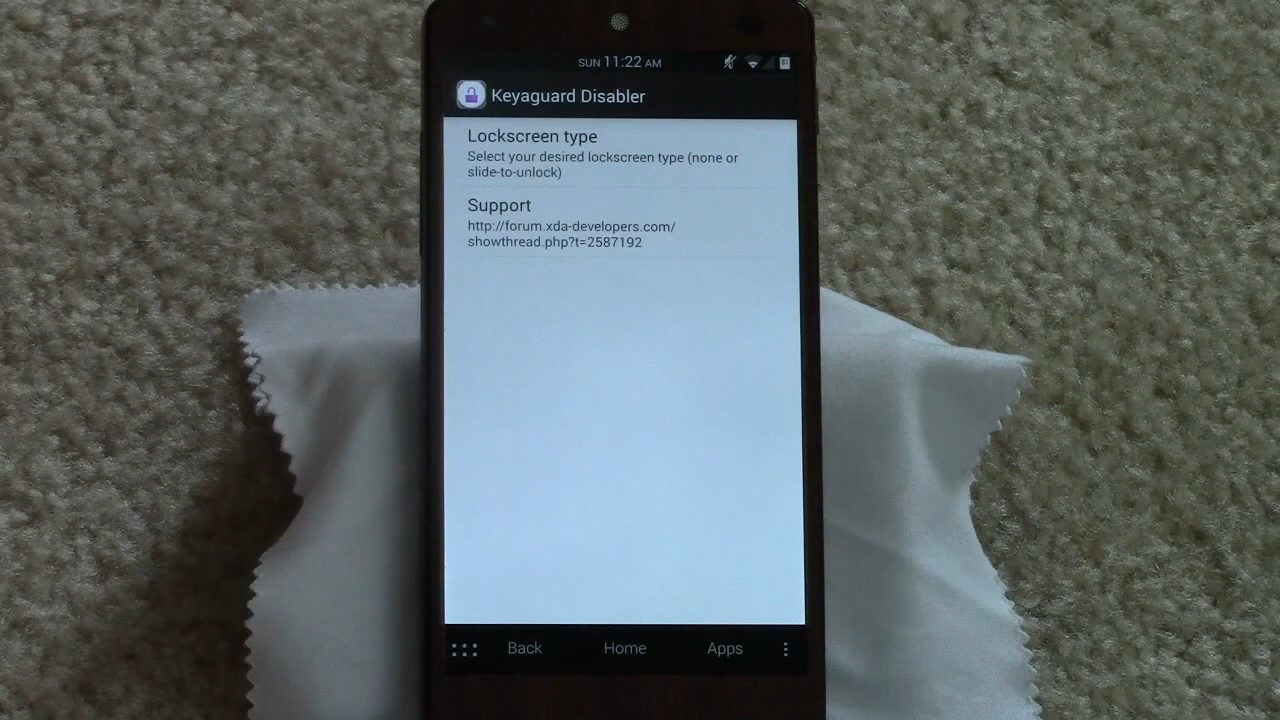 SUN 11:22 AM
Keyaguard Disabler
Lockscreen type
Select your desired lockscreen type (none or
slide-to-unlock)
Support
http://forum.xda-developers.com/
showthread.php?t=2587192
Back Home Apps